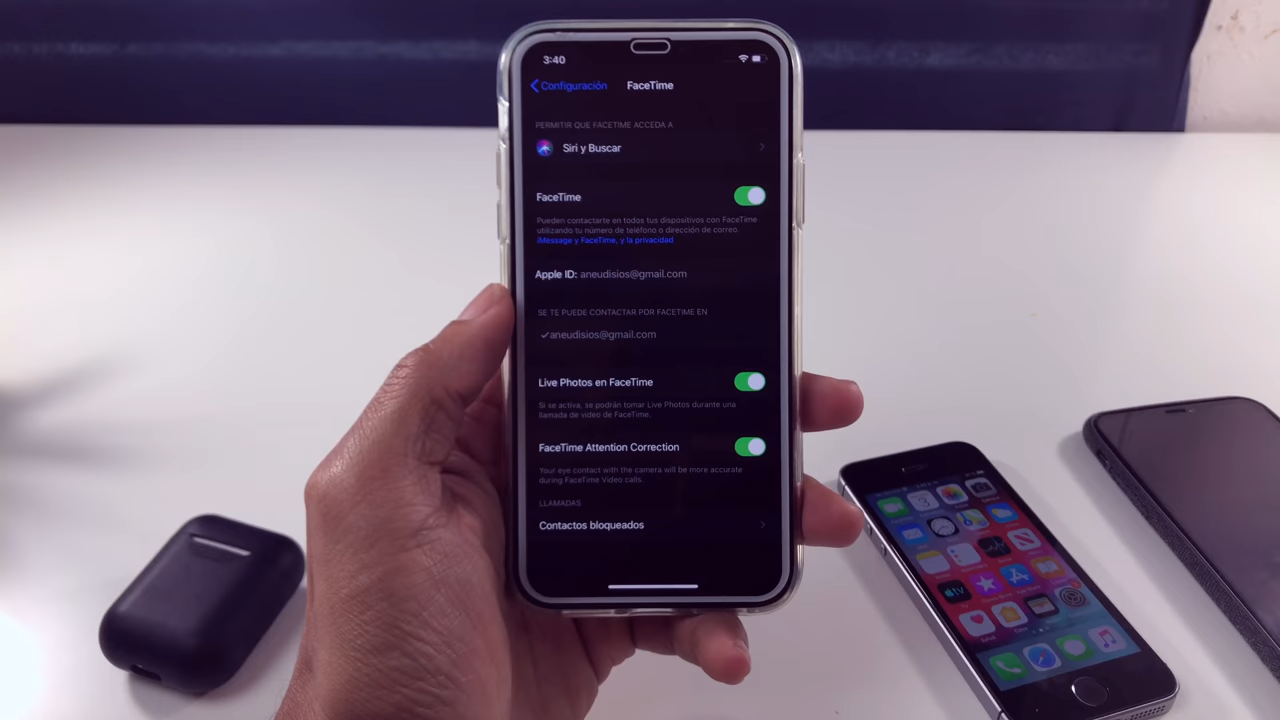 3:40
Configuración
FaceTime
PERMITIR QUE FACETIME ACCEDA A
Siri y Buscar
FaceTime
Pueden contactarte en todos tus dispositivos con FaceTime
utilizando tu número de teléfono o dirección de correo.
iMessage y FaceTime, y la privacidad
Apple ID: aneudisios@gmail.com
SE TE PUEDE CONTACTAR POR FACETIME EN
aneudisios@gmail.com
Live Photos en FaceTime
Si se activa, se podrán tomar Live Photos durante una
llamada de video de FaceTime.
FaceTime Attention Correction
Your eye contact with the camera will be more accurate
during FaceTime Video calls.
LLAMADAS
Contactos bloqueados